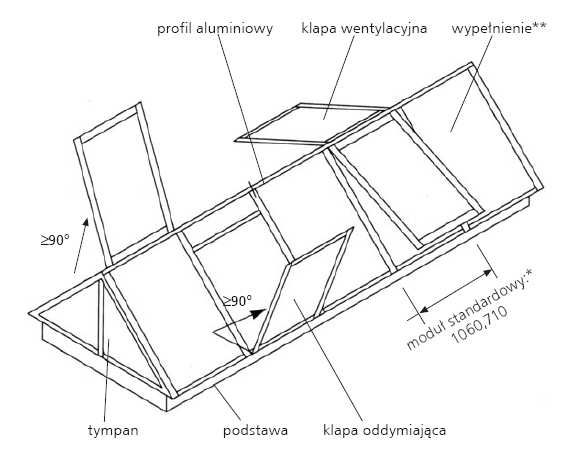 profil aluminiowy
klapa wentylacyjna
wypełnienie**
≥90°
≥90°
moduł standardowy:*
1060,710
tympan
podstawa
klapa oddymiająca